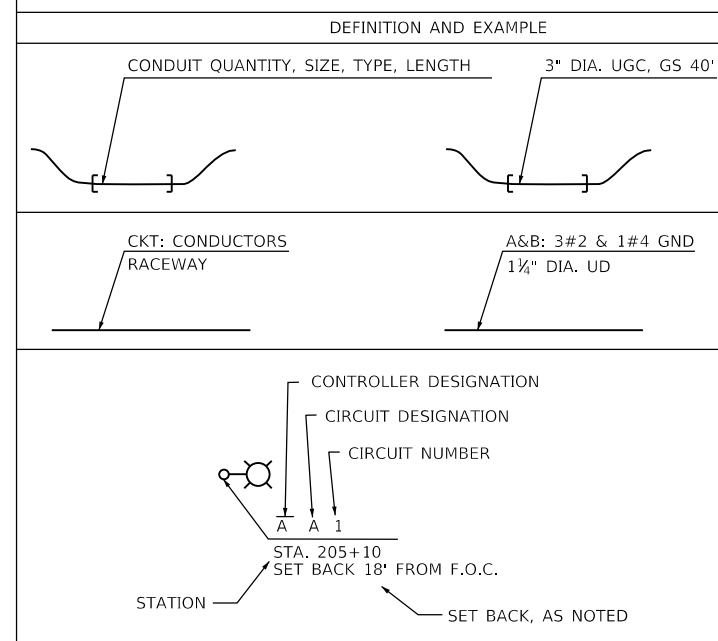 DEFINITION AND EXAMPLE
CONDUIT QUANTITY, SIZE, TYPE, LENGTH
3" DIA. UGC, GS 40'
CKT: CONDUCTORS
RACEWAY
A&B: 3#2 & 1#4 GND
1¼" DIA. UD
CONTROLLER DESIGNATION
CIRCUIT DESIGNATION
CIRCUIT NUMBER
A A 1
STA. 205+10
SET BACK 18' FROM F.O.C.
STATION
SET BACK, AS NOTED